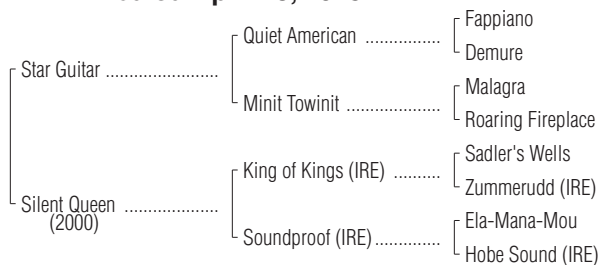 Fappiano
Quiet American ................
Demure
Star Guitar ........................
Malagra
Minit Towinit ....................
Roaring Fireplace
Sadler's Wells
King of Kings (IRE) ..........
Zummerudd (IRE)
Silent Queen ....................
(2000)
Ela-Mana-Mou
Soundproof (IRE).................
Hobe Sound (IRE)